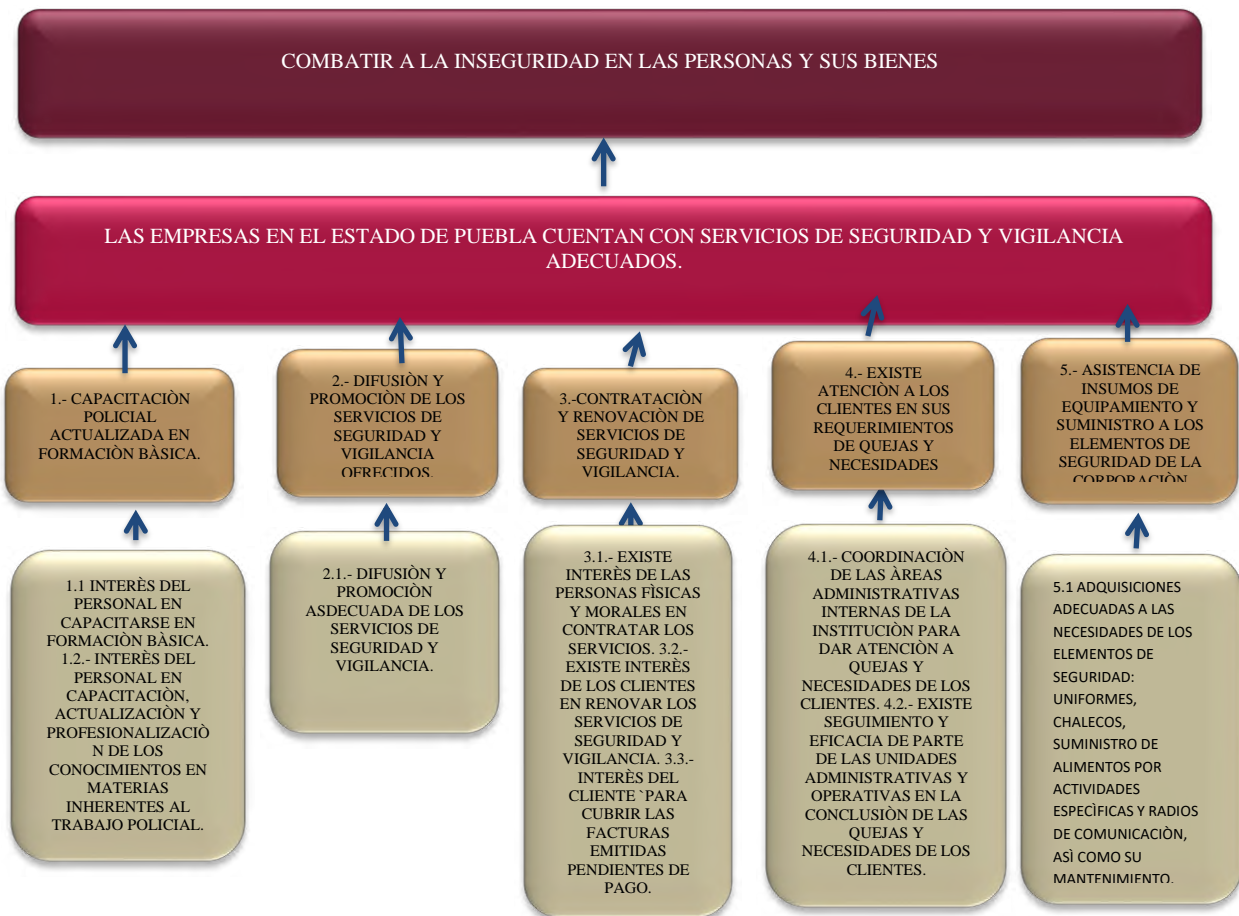 COMBATIR A LA INSEGURIDAD EN LAS PERSONAS Y SUS BIENES
LAS EMPRESAS EN EL ESTADO DE PUEBLA CUENTAN CON SERVICIOS DE SEGURIDAD Y VIGILANCIA
ADECUADOS.
1.- CAPACITACIÒN
POLICIAL
ACTUALIZADA EN
FORMACIÒN BÀSICA.
2.- DIFUSIÒN Y
PROMOCIÒN DE LOS
SERVICIOS DE
SEGURIDAD Y
VIGILANCIA
OFRECIDOS.
3.-CONTRATACIÒN
Y RENOVACIÒN DE
SERVICIOS DE
SEGURIDAD Y
VIGILANCIA.
4.- EXISTE
ATENCIÒN A LOS
CLIENTES EN SUS
REQUERIMIENTOS
DE QUEJAS Y
NECESIDADES
5.- ASISTENCIA DE
INSUMOS DE
EQUIPAMIENTO Y
SUMINISTRO A LOS
ELEMENTOS DE
SEGURIDAD DE LA
CORPORACIÒN
1.1 INTERÈS DEL
PERSONAL EN
CAPACITARSE EN
FORMACIÒN BÀSICA.
1.2.- INTERÈS DEL
PERSONAL EN
CAPACITACIÒN,
ACTUALIZACIÒN Y
PROFESIONALIZACIÒ
N DE LOS
CONOCIMIENTOS EN
MATERIAS
INHERENTES AL
TRABAJO POLICIAL.
2.1.- DIFUSIÒN Y
PROMOCIÒN
ASDECUADA DE LOS
SERVICIOS DE
SEGURIDAD Y
VIGILANCIA.
3.1.- EXISTE
INTERÈS DE LAS
PERSONAS FÌSICAS
Y MORALES EN
CONTRATAR LOS
SERVICIOS. 3.2.-
EXISTE INTERÈS
DE LOS CLIENTES
EN RENOVAR LOS
SERVICIOS DE
SEGURIDAD Y
VIGILANCIA. 3.3.-
INTERÈS DEL
CLIENTE `PARA
CUBRIR LAS
FACTURAS
EMITIDAS
PENDIENTES DE
PAGO.
4.1.- COORDINACIÒN
DE LAS ÀREAS
ADMINISTRATIVAS
INTERNAS DE LA
INSTITUCIÒN PARA
DAR ATENCIÒN A
QUEJAS Y
NECESIDADES DE LOS
CLIENTES. 4.2.- EXISTE
SEGUIMIENTO Y
EFICACIA DE PARTE
DE LAS UNIDADES
ADMINISTRATIVAS Y
OPERATIVAS EN LA
CONCLUSIÒN DE LAS
QUEJAS Y
NECESIDADES DE LOS
CLIENTES.
5.1 ADQUISICIONES
ADECUADAS A LAS
NECESIDADES DE LOS
ELEMENTOS DE
SEGURIDAD:
UNIFORMES,
CHALECOS,
SUMINISTRO DE
ALIMENTOS POR
ACTIVIDADES
ESPECÌFICAS Y RADIOS
DE COMUNICACIÒN,
ASÌ COMO SU
MANTENIMIENTO.